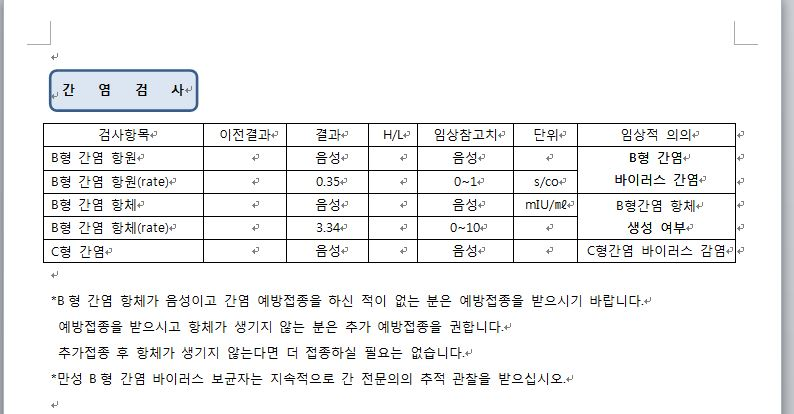 간 염 검 사
검사항목 이전결과 결과 H/L 임상참고치 단위 임상적 의의
B형 간염 항원 음성 음성 B형 간염
B형 간염 항원(rate) 0.35 0~1 s/co 바이러스 간염
B형 간염 항체 음성 음성 mIU/㎖ B형간염 항체
B형 간염 항체(rate) 3.34 0~10 생성 여부
C형 간염 음성 음성 C형간염 바이러스 감염
*B형 간염 항체가 음성이고 간염 예방접종을 하신 적이 없는 분은 예방접종을 받으시기 바랍니다.
예방접종을 받으시고 항체가 생기지 않는 분은 추가 예방접종을 권합니다.
추가접종 후 항체가 생기지 않는다면 더 접종하실 필요는 없습니다.
*만성 B형 간염 바이러스 보균자는 지속적으로 간 전문의의 추적 관찰을 받으십시오.